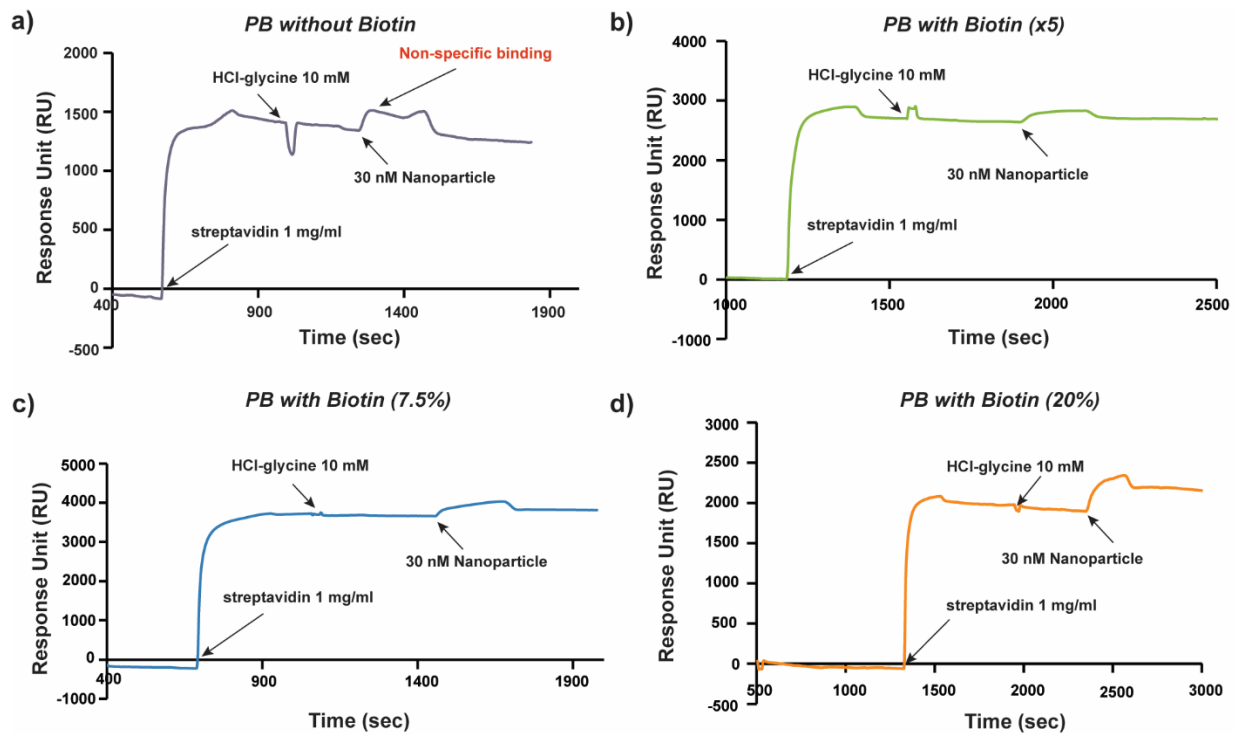 a)
PB without Biotin
2000
1500
1000
500
0
-500
400
900
1400
1900
Response Unit (RU)
Time (sec)
HCl-glycine 10 mM
Non-specific binding
30 nM Nanoparticle
streptavidin 1 mg/ml
b)
PB with Biotin (x5)
4000
3000
2000
1000
0
-1000
1000
1500
2000
2500
Response Unit (RU)
Time (sec)
HCl-glycine 10 mM
30 nM Nanoparticle
streptavidin 1 mg/ml
c)
PB with Biotin (7.5%)
5000
4000
3000
2000
1000
0
-1000
400
900
1400
1900
Response Unit (RU)
Time (sec)
HCl-glycine 10 mM
30 nM Nanoparticle
streptavidin 1 mg/ml
d)
PB with Biotin (20%)
3000
2500
2000
1500
1000
500
0
-500
500
1000
1500
2000
2500
3000
Response Unit (RU)
Time (sec)
HCl-glycine 10 mM
30 nM Nanoparticle
streptavidin 1 mg/ml